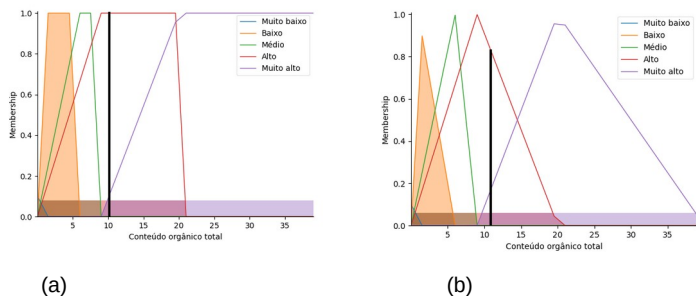 1.0
0.8
0.6
0.4
0.2
0.0
Membership
5
10
15
20
25
30
35
Conteúdo orgânico total
Muito baixo
Baixo
Médio
Alto
Muito alto
(a)
1.0
0.8
0.6
0.4
0.2
0.0
Membership
5
10
15
20
25
30
35
Conteúdo orgânico total
Muito baixo
Baixo
Médio
Alto
Muito alto
(b)